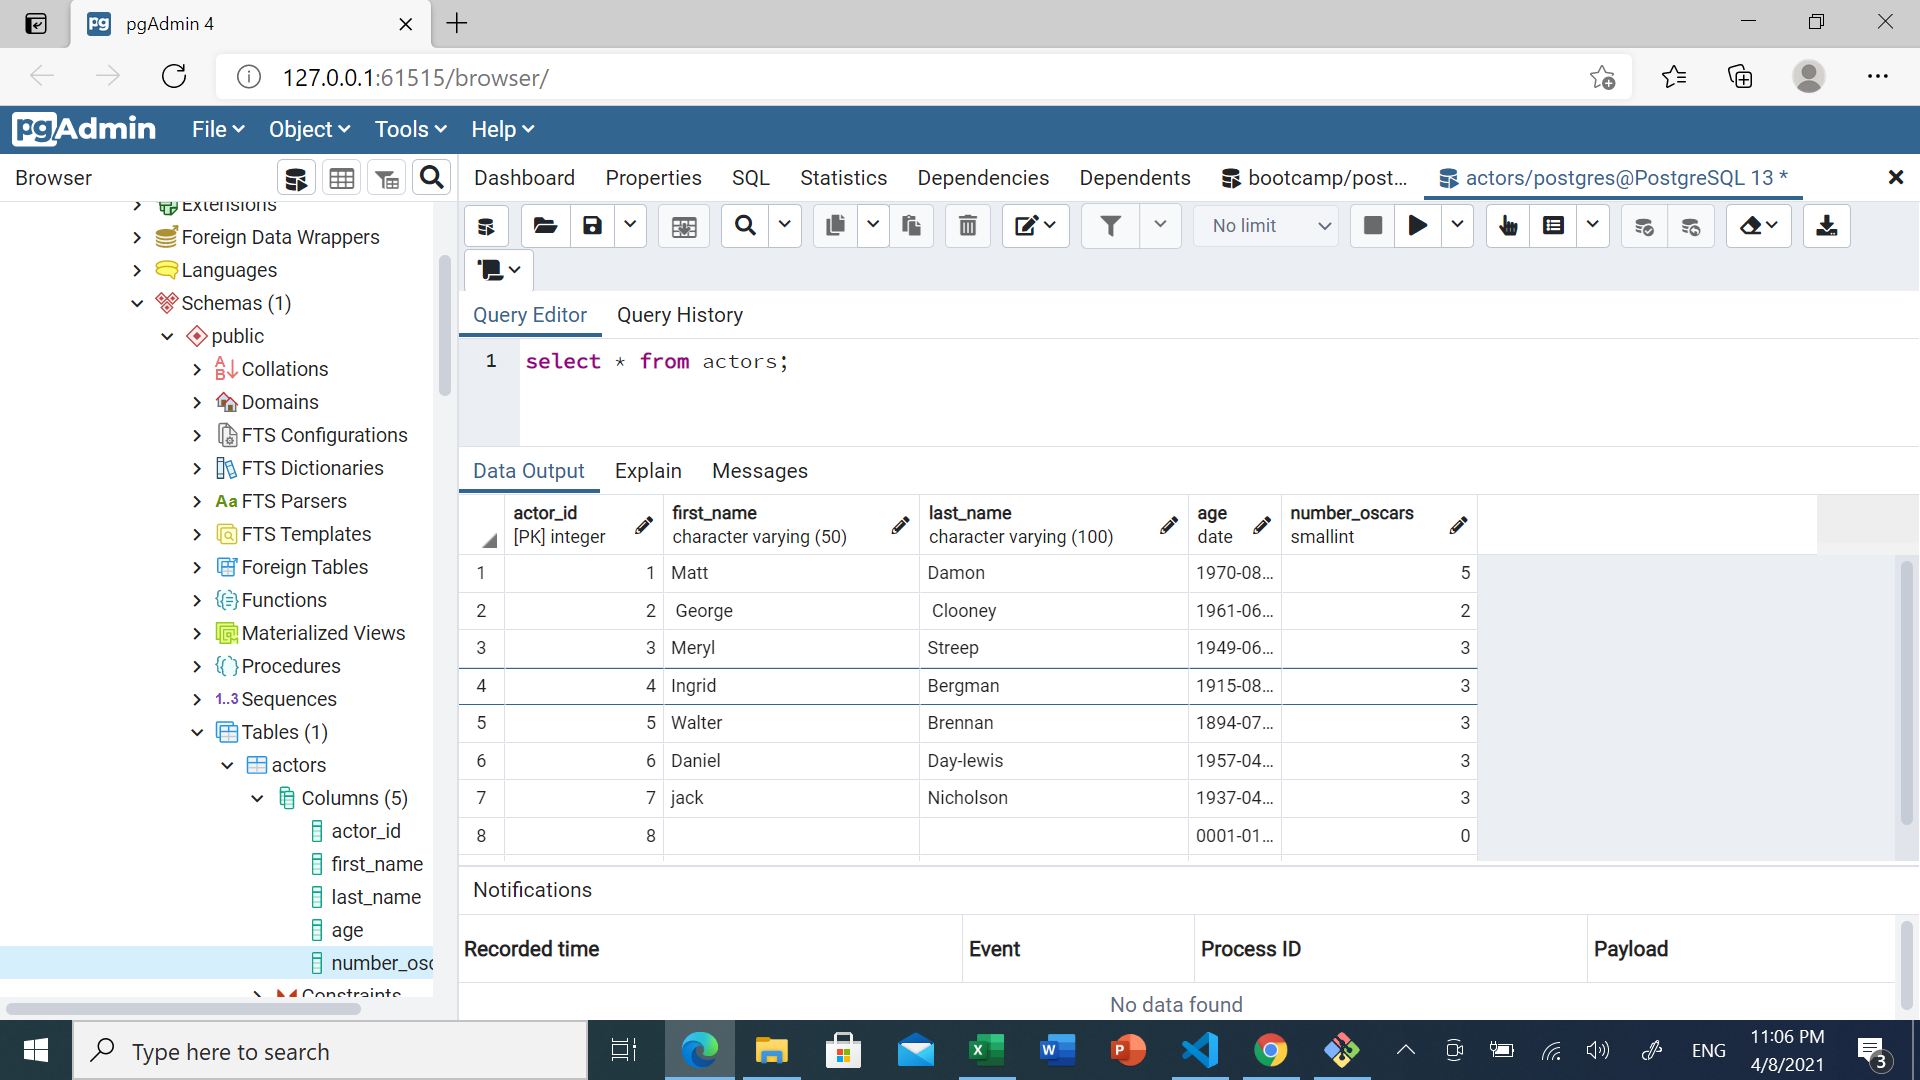 pgAdmin 4
127.0.0.1:61515/browser/
pgAdmin File Object Tools Help
Browser
Dashboard Properties SQL Statistics Dependencies Dependents bootcamp/post... actors/postgres@PostgreSQL 13 *
Extensions
Foreign Data Wrappers
Languages
Schemas (1)
public
Collations
Domains
FTS Configurations
FTS Dictionaries
Aa FTS Parsers
FTS Templates
Foreign Tables
Functions
Materialized Views
Procedures
1..3 Sequences
Tables (1)
actors
Columns (5)
actor_id
first_name
last_name
age
number_osc
Constraints
No limit
Query Editor Query History
1 select * from actors;
Data Output Explain Messages
actor_id first_name last_name age number_oscars
[PK] integer character varying (50) character varying (100) date smallint
1 1 Matt Damon 1970-08... 5
2 2 George Clooney 1961-06... 2
3 3 Meryl Streep 1949-06... 3
4 4 Ingrid Bergman 1915-08... 3
5 5 Walter Brennan 1894-07... 3
6 6 Daniel Day-lewis 1957-04... 3
7 7 jack Nicholson 1937-04... 3
8 8 0001-01... 0
Notifications
Recorded time Event Process ID Payload
No data found
Type here to search
ENG
11:06 PM
4/8/2021
3